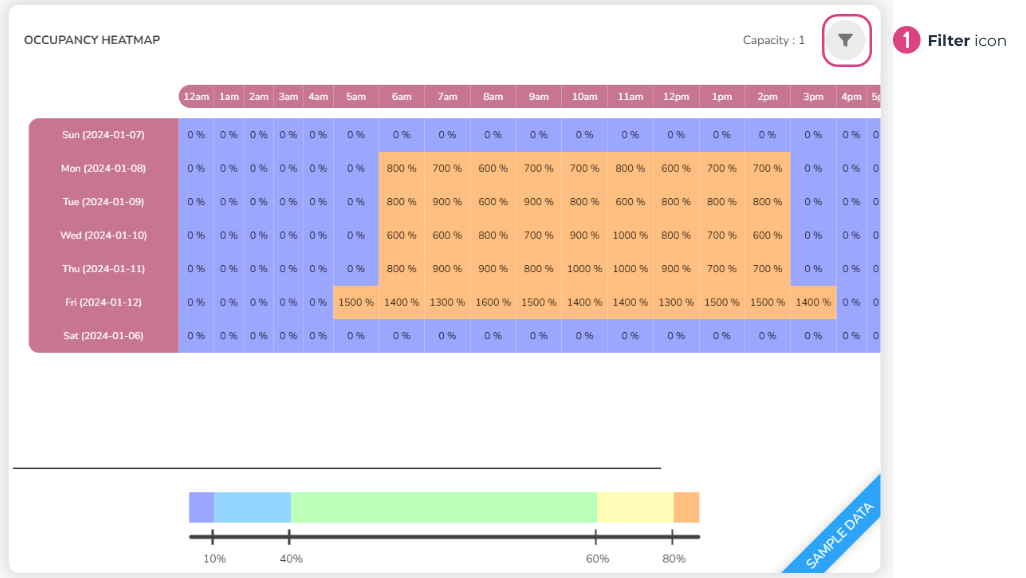 OCCUPANCY HEATMAP
Capacity : 1
1 Filter icon
12am 1am 2am 3am 4am 5am 6am 7am 8am 9am 10am 11am 12pm 1pm 2pm 3pm 4pm
Sun (2024-01-07) 0 % 0 % 0 % 0 % 0 % 0 % 0 % 0 % 0 % 0 % 0 % 0 % 0 % 0 % 0 % 0 % 0 % 0
Mon (2024-01-08) 0 % 0 % 0 % 0 % 0 % 0 % 800 % 700 % 600 % 700 % 700 % 800 % 600 % 700 % 700 % 0 % 0 % 0
Tue (2024-01-09) 0 % 0 % 0 % 0 % 0 % 0 % 800 % 900 % 600 % 900 % 800 % 600 % 800 % 800 % 800 % 0 % 0 % 0
Wed (2024-01-10) 0 % 0 % 0 % 0 % 0 % 0 % 600 % 600 % 800 % 700 % 900 % 1000 % 800 % 700 % 600 % 0 % 0 % 0
Thu (2024-01-11) 0 % 0 % 0 % 0 % 0 % 0 % 800 % 900 % 900 % 800 % 1000 % 1000 % 900 % 700 % 700 % 0 % 0 % 0
Fri (2024-01-12) 0 % 0 % 0 % 0 % 0 % 1500 % 1400 % 1300 % 1600 % 1500 % 1400 % 1400 % 1300 % 1500 % 1500 % 1400 % 0 % 0
Sat (2024-01-06) 0 % 0 % 0 % 0 % 0 % 0 % 0 % 0 % 0 % 0 % 0 % 0 % 0 % 0 % 0 % 0 % 0 % 0
10% 40% 60% 80%
SAMPLE DATA